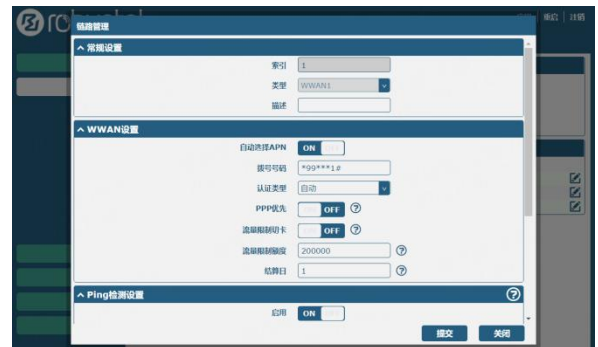 robustel
重启 | 注销
链路管理
常规设置
索引 1
类型 WWAN1
描述
WWAN设置
自动选择APN ON
拨号号码 *99***1#
认证类型 自动
PPP优先 OFF ?
流量限制切卡 OFF ?
流量限制额度 200000 ?
结算日 1 ?
Ping检测设置 ?
启用 ON
提交 关闭